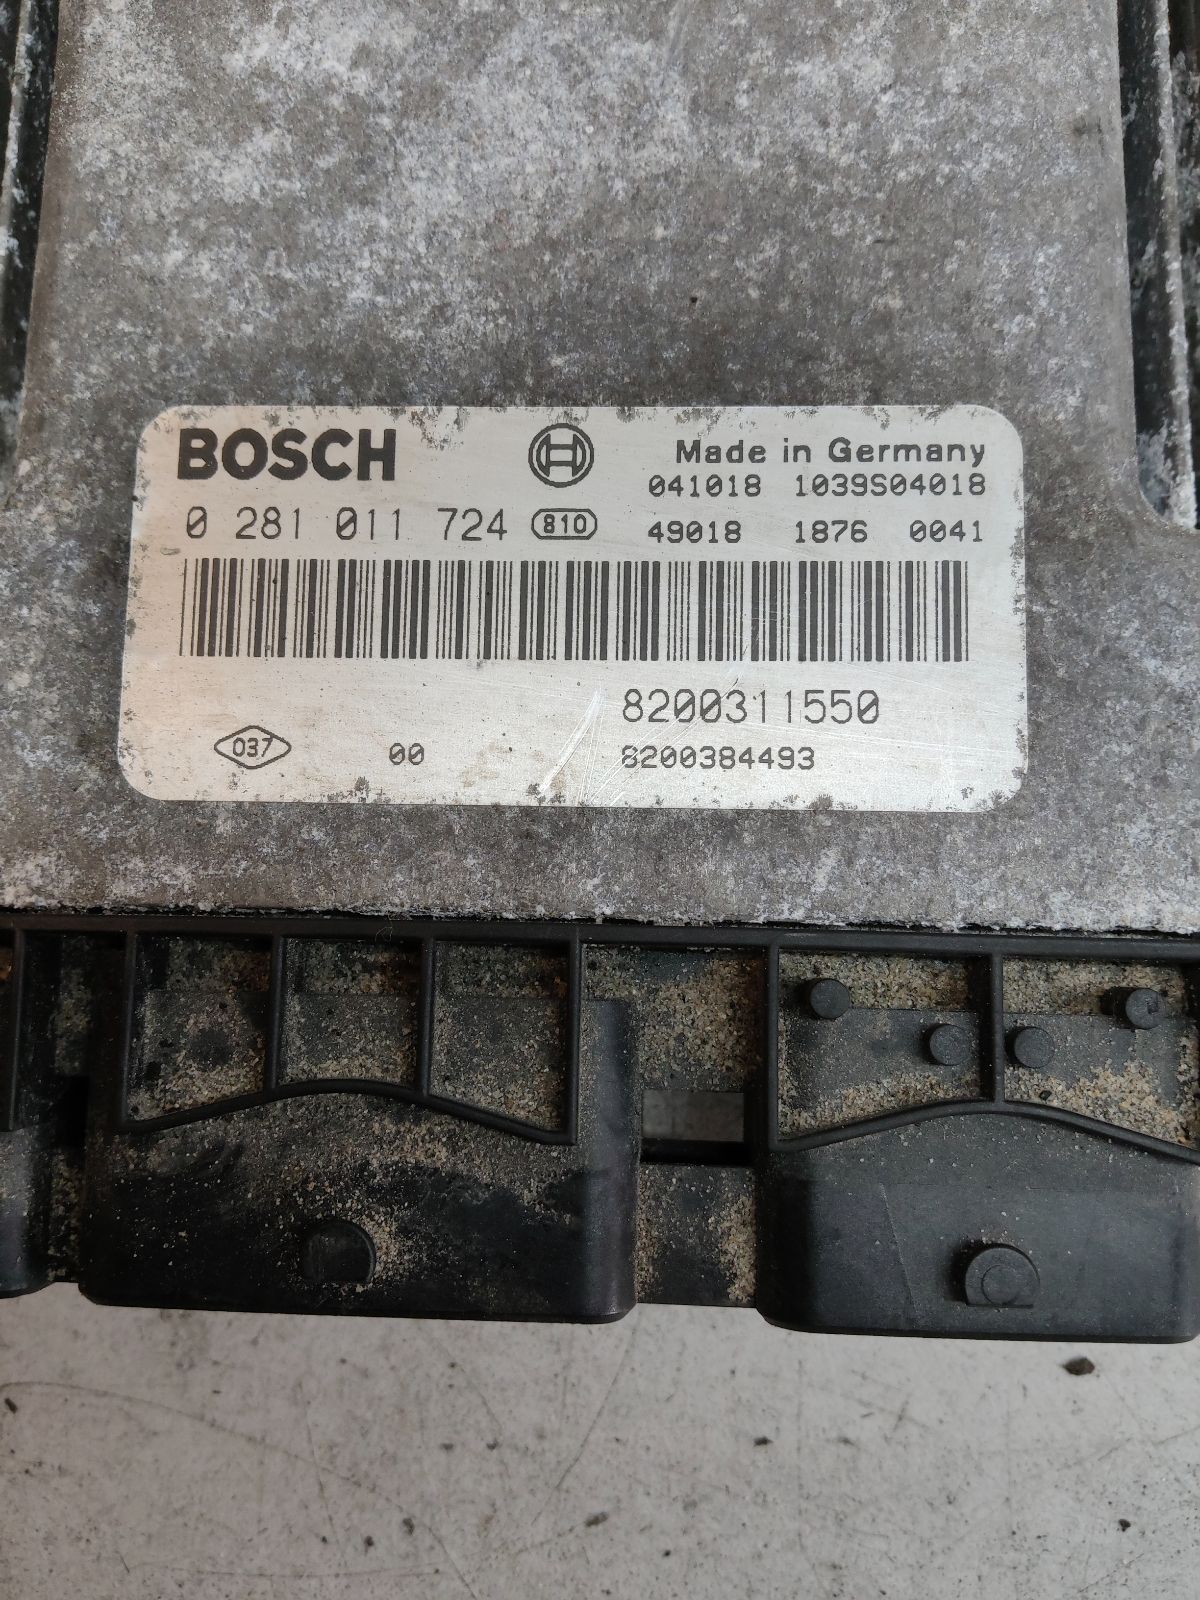 BOSCH
Made in Germany
041018 1039S04018
0 281 011 724 810 49018 1876 0041
8200311550
037 00 8200384493